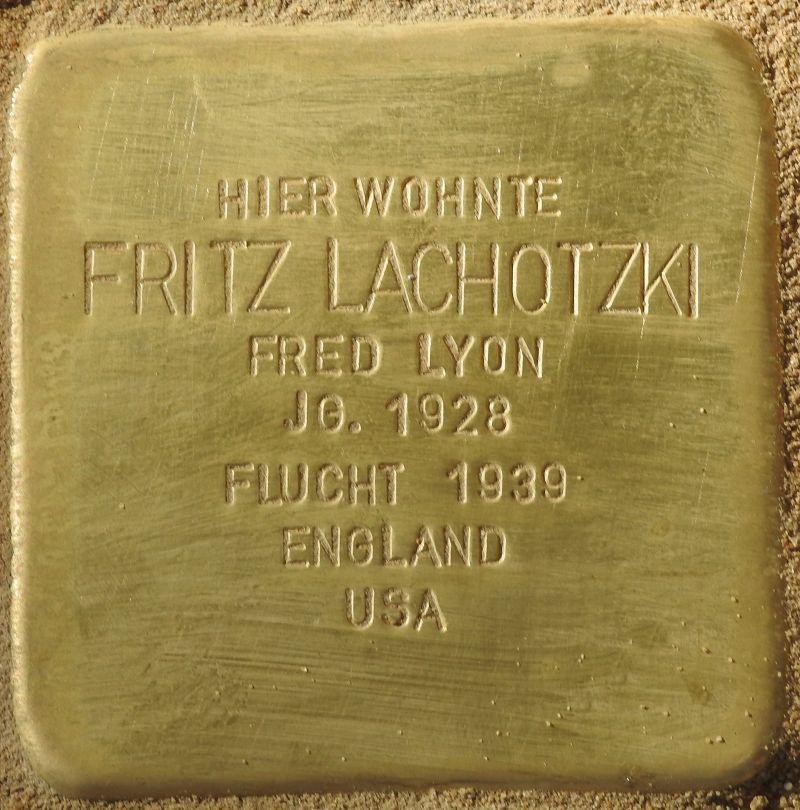 HIER WOHNTE
FRITZ LACHOTZKI
FRED LYON
JG. 1928
FLUCHT 1939
ENGLAND
USA